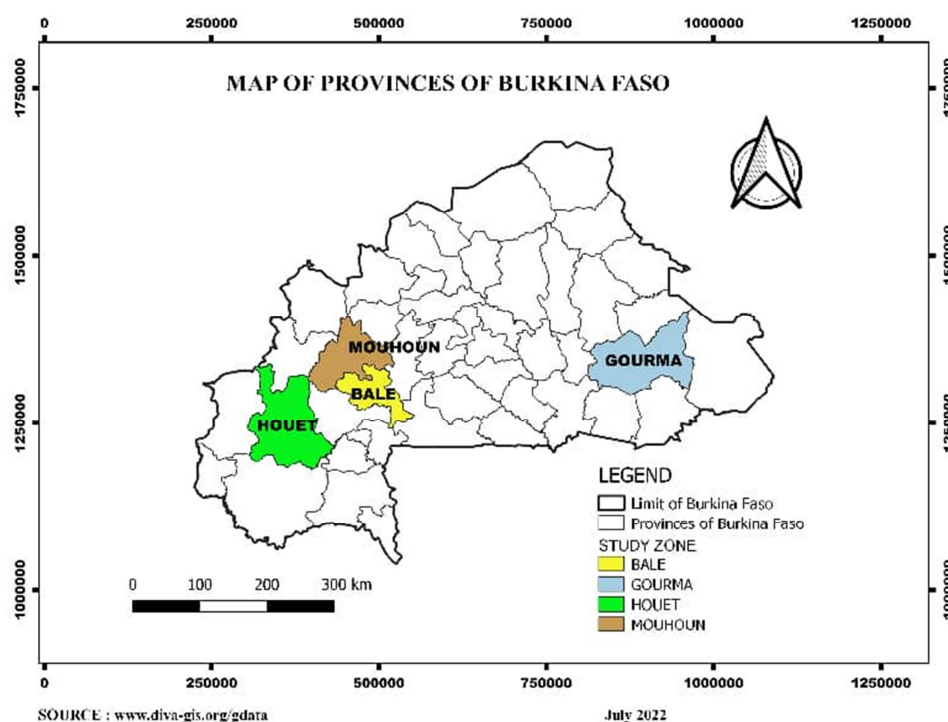 0 250000 500000 750000 1000000 1250000
MAP OF PROVINCES OF BURKINA FASO
1750000
1500000
1250000
1000000
MOUHOUN
GOURMA
BALE
HOUET
LEGEND
Limit of Burkina Faso
Provinces of Burkina Faso
STUDY ZONE
BALE
GOURMA
HOUET
MOUHOUN
0 100 200 300 km
0 250000 500000 750000 1000000 1250000
SOURCE : www.diva-gis.org/gdata July 2022